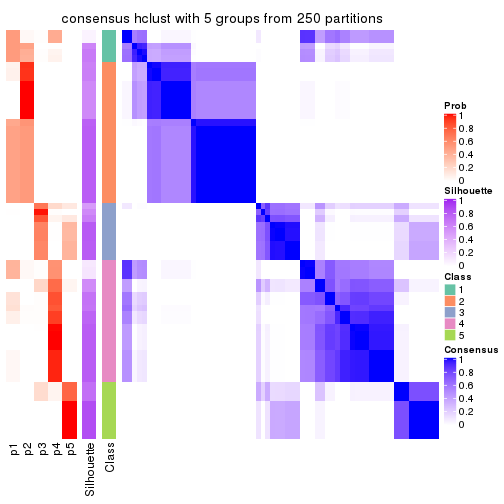 consensus hclust with 5 groups from 250 partitions
Prob
1
0.8
0.6
0.4
0.2
0
Silhouette
1
0.8
0.6
0.4
0.2
0
Class
1
2
3
4
5
Consensus
1
0.8
0.6
0.4
0.2
0
p1
p2
p3
p4
p5
Silhouette
Class